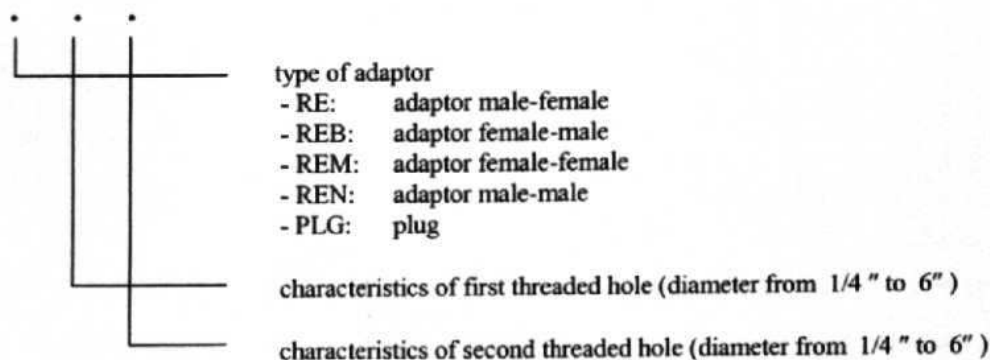 . . .
type of adaptor
- RE: adaptor male-female
- REB: adaptor female-male
- REM: adaptor female-female
- REN: adaptor male-male
- PLG: plug
characteristics of first threaded hole (diameter from 1/4 " to 6" )
characteristics of second threaded hole (diameter from 1/4 " to 6" )